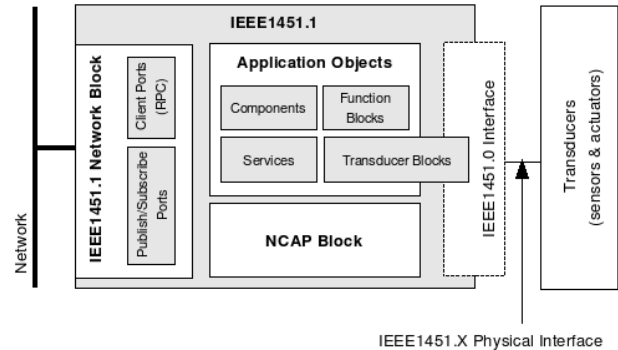 IEEE1451.1
Network
IEEE1451.1 Network Block
Client Ports
(RPC)
Publish/Subscribe
Ports
Application Objects
Components
Function
Blocks
Services
Transducer Blocks
NCAP Block
IEEE1451.0 Interface
Transducers
(sensors & actuators)
IEEE1451.X Physical Interface